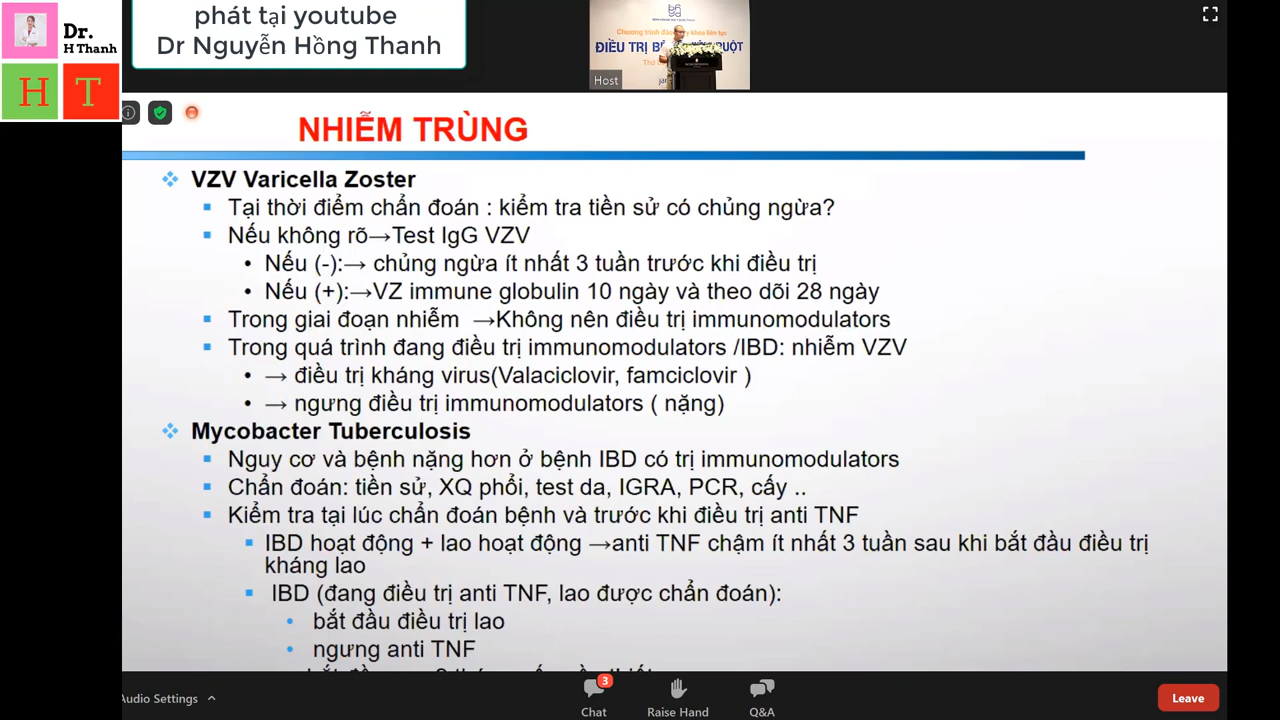 phát tại youtube
Dr Nguyễn Hồng Thanh
Dr.
H Thanh
H T
ĐIỀU TRỊ
Host
NHIỄM TRÙNG
VZV Varicella Zoster
Tại thời điểm chẩn đoán : kiểm tra tiền sử có chủng ngừa?
Nếu không rõ→Test IgG VZV
Nếu (-):→ chủng ngừa ít nhất 3 tuần trước khi điều trị
Nếu (+):→VZ immune globulin 10 ngày và theo dõi 28 ngày
Trong giai đoạn nhiễm →Không nên điều trị immunomodulators
Trong quá trình đang điều trị immunomodulators /IBD: nhiễm VZV
→ điều trị kháng virus(Valaciclovir, famciclovir )
→ ngưng điều trị immunomodulators ( nặng)
Mycobacter Tuberculosis
Nguy cơ và bệnh nặng hơn ở bệnh IBD có trị immunomodulators
Chẩn đoán: tiền sử, XQ phổi, test da, IGRA, PCR, cấy ..
Kiểm tra tại lúc chẩn đoán bệnh và trước khi điều trị anti TNF
IBD hoạt động + lao hoạt động →anti TNF chậm ít nhất 3 tuần sau khi bắt đầu điều trị
kháng lao
IBD (đang điều trị anti TNF, lao được chẩn đoán):
bắt đầu điều trị lao
ngưng anti TNF
Audio Settings
3
Chat
Raise Hand
Q&A
Leave